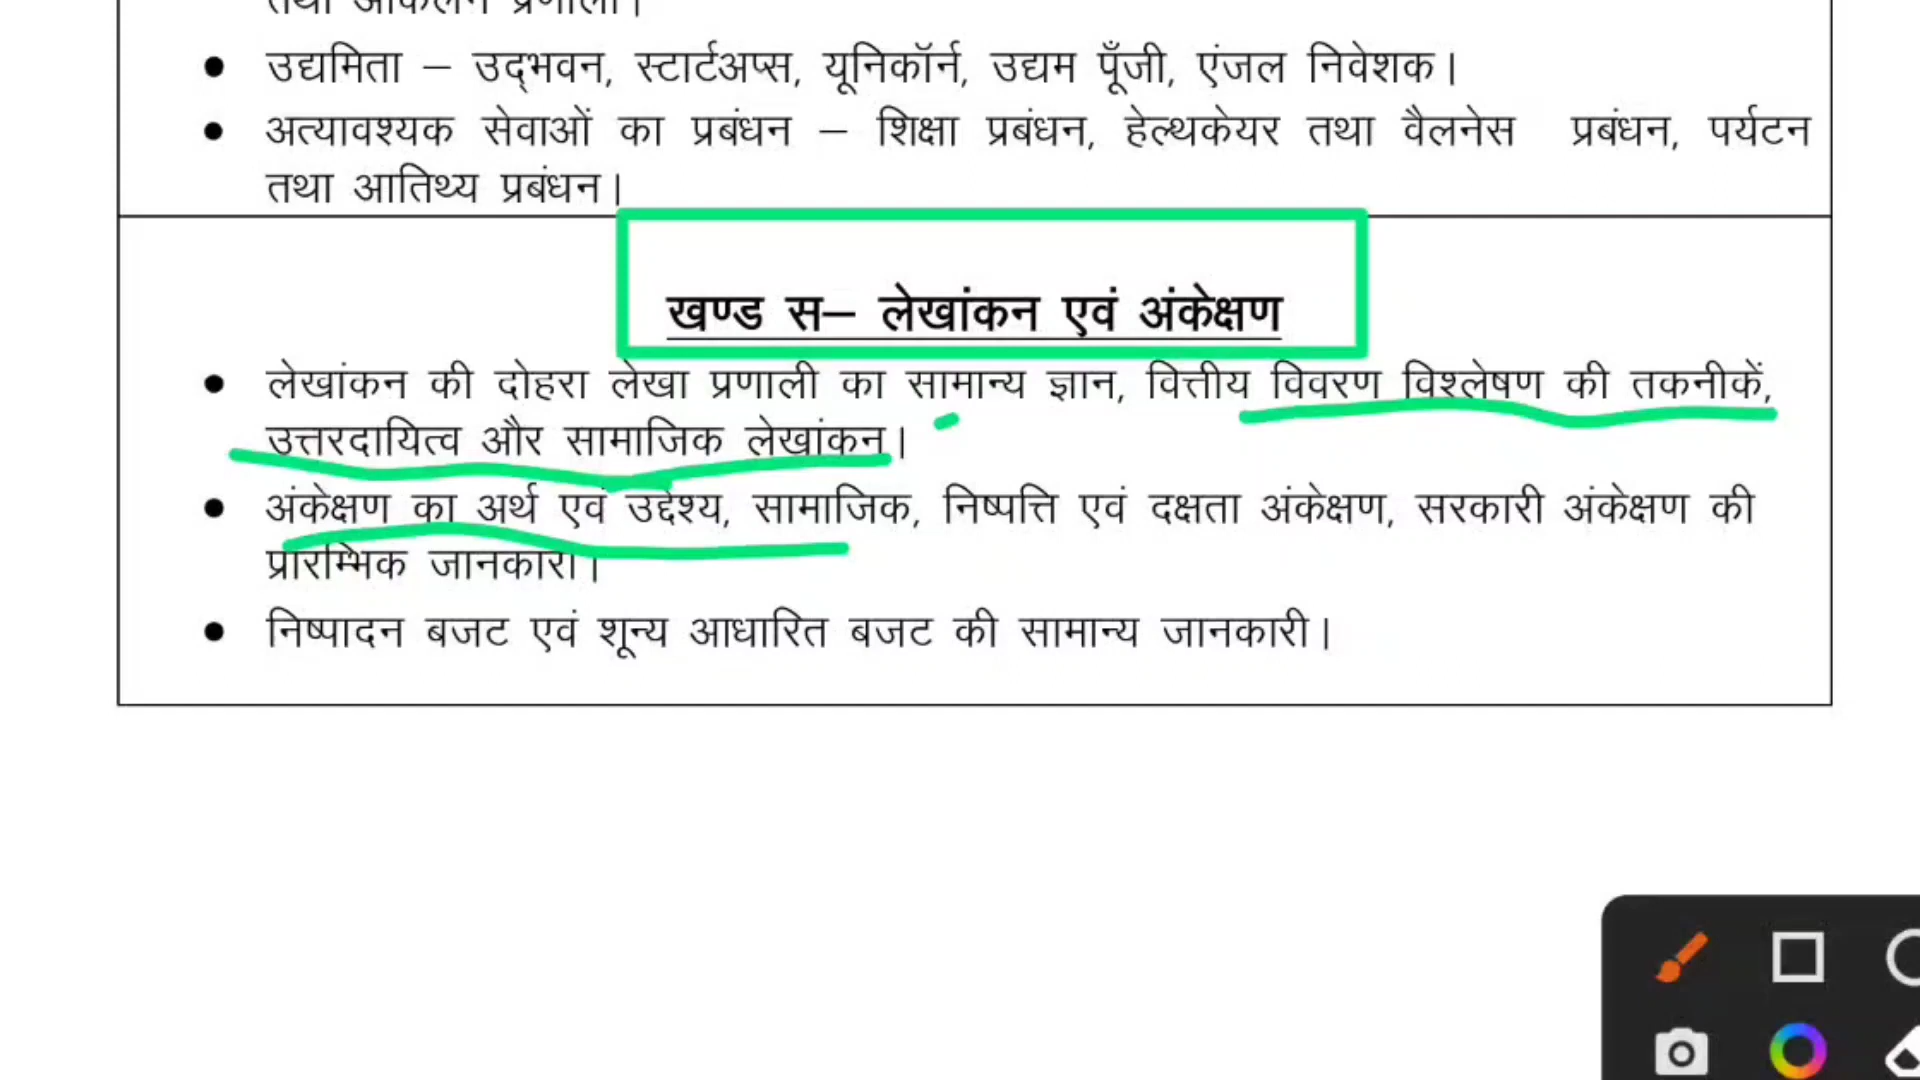 तथा आकलन प्रणाली।
● उद्यमिता – उद्भवन, स्टार्टअप्स, यूनिकॉर्न, उद्यम पूँजी, एंजल निवेशक।
● अत्यावश्यक सेवाओं का प्रबंधन – शिक्षा प्रबंधन, हेल्थकेयर तथा वैलनेस प्रबंधन, पर्यटन
तथा आतिथ्य प्रबंधन।
खण्ड स– लेखांकन एवं अंकेक्षण
● लेखांकन की दोहरा लेखा प्रणाली का सामान्य ज्ञान, वित्तीय विवरण विश्लेषण की तकनीकें,
उत्तरदायित्व और सामाजिक लेखांकन।
● अंकेक्षण का अर्थ एवं उद्देश्य, सामाजिक, निष्पत्ति एवं दक्षता अंकेक्षण, सरकारी अंकेक्षण की
प्रारम्भिक जानकारी।
● निष्पादन बजट एवं शून्य आधारित बजट की सामान्य जानकारी।